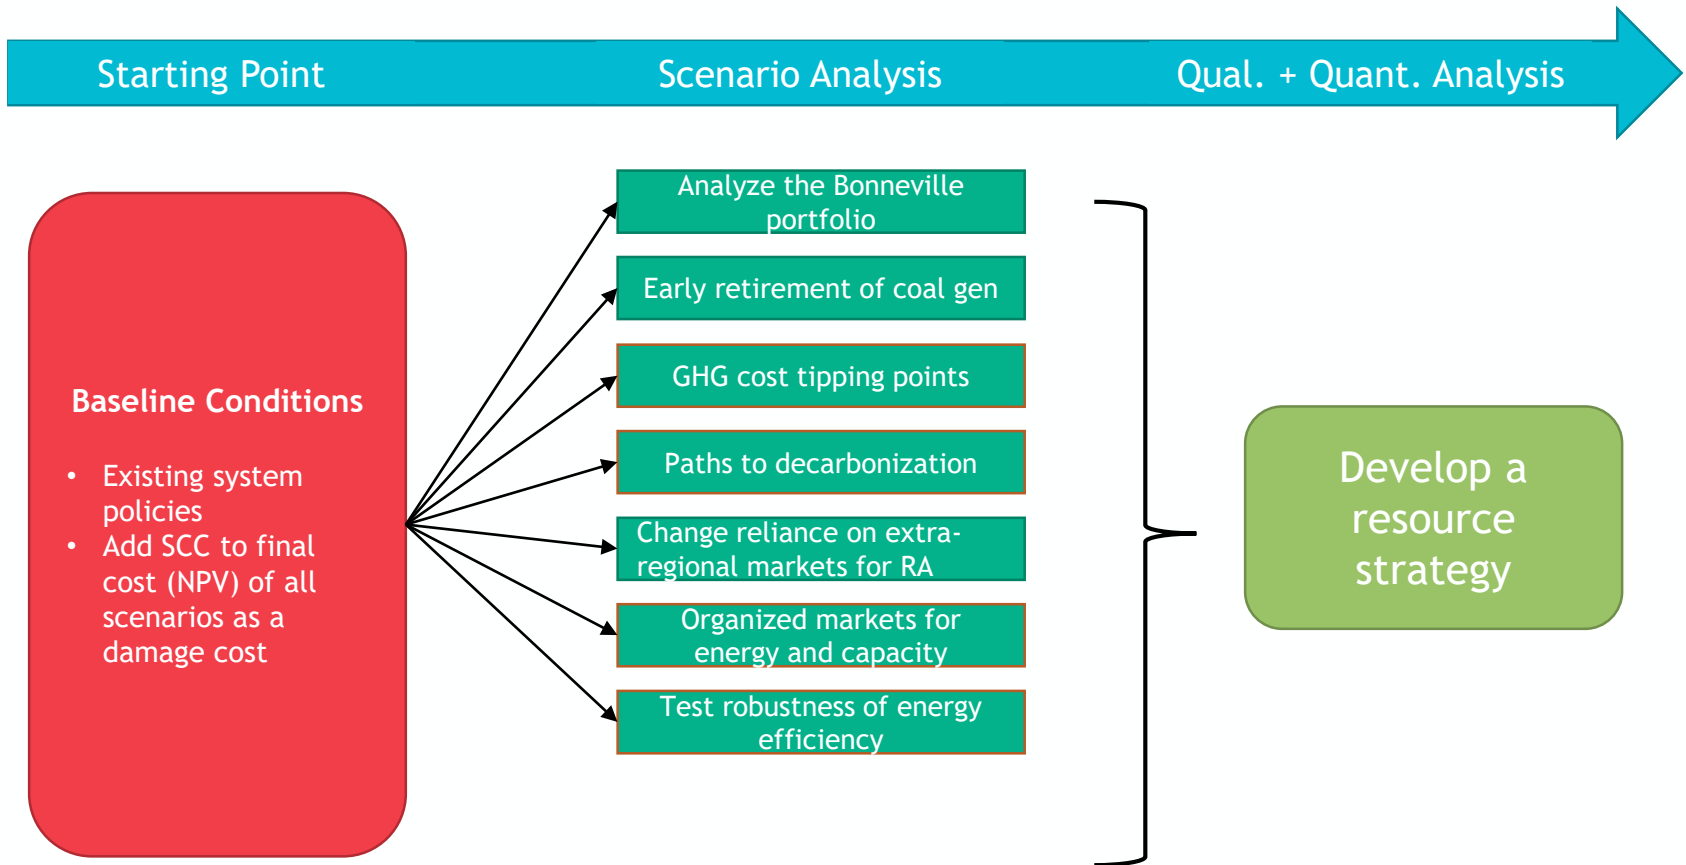 Starting Point
Scenario Analysis
Qual. + Quant. Analysis
Baseline Conditions
• Existing system
policies
• Add SCC to final
cost (NPV) of all
scenarios as a
damage cost
Analyze the Bonneville
portfolio
Early retirement of coal gen
GHG cost tipping points
Paths to decarbonization
Change reliance on extra-
regional markets for RA
Organized markets for
energy and capacity
Test robustness of energy
efficiency
Develop a
resource
strategy